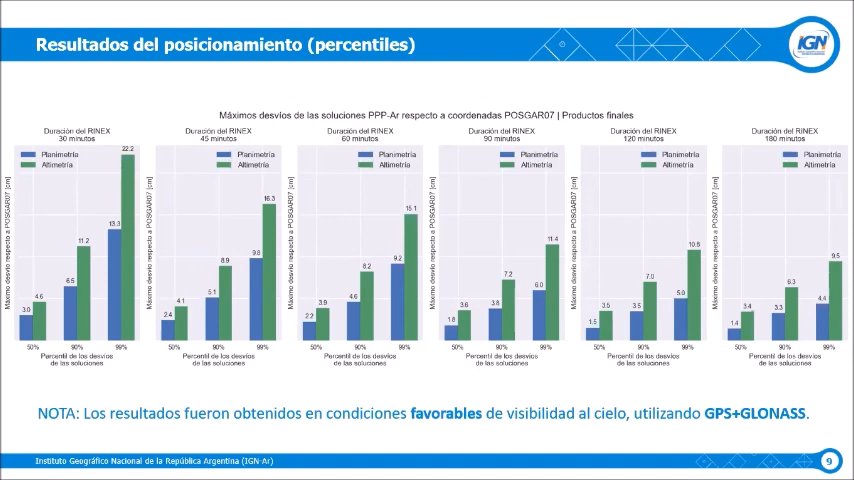 Resultados del posicionamiento (percentiles)
IGN
Máximos desvíos de las soluciones PPP-Ar respecto a coordenadas POSGAR07 | Productos finales
Duración del RINEX
30 minutos
Planimetría
Altimetría
Máximo desvío respecto a POSGAR07 [cm]
3.0
4.6
6.5
11.2
13.3
22.2
50%
90%
99%
Percentil de los desvíos
de las soluciones
Duración del RINEX
45 minutos
Planimetría
Altimetría
Máximo desvío respecto a POSGAR07 [cm]
2.4
4.1
5.1
8.9
9.8
16.3
50%
90%
99%
Percentil de los desvíos
de las soluciones
Duración del RINEX
60 minutos
Planimetría
Altimetría
Máximo desvío respecto a POSGAR07 [cm]
2.2
3.9
4.6
8.2
9.2
15.1
50%
90%
99%
Percentil de los desvíos
de las soluciones
Duración del RINEX
90 minutos
Planimetría
Altimetría
Máximo desvío respecto a POSGAR07 [cm]
1.8
3.6
3.8
7.2
6.0
11.4
50%
90%
99%
Percentil de los desvíos
de las soluciones
Duración del RINEX
120 minutos
Planimetría
Altimetría
Máximo desvío respecto a POSGAR07 [cm]
1.5
3.5
3.5
7.0
5.0
10.8
50%
90%
99%
Percentil de los desvíos
de las soluciones
Duración del RINEX
180 minutos
Planimetría
Altimetría
Máximo desvío respecto a POSGAR07 [cm]
1.4
3.4
3.3
6.3
4.4
9.5
50%
90%
99%
Percentil de los desvíos
de las soluciones
NOTA: Los resultados fueron obtenidos en condiciones favorables de visibilidad al cielo, utilizando GPS+GLONASS.
Instituto Geográfico Nacional de la República Argentina (IGN-Ar)
9